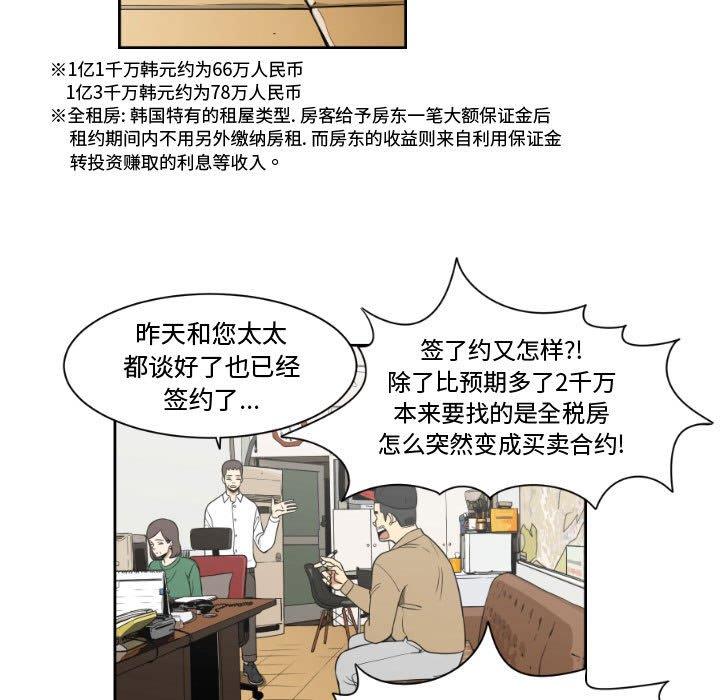 ※1亿1千万韩元约为66万人民币
1亿3千万韩元约为78万人民币
※全租房: 韩国特有的租屋类型. 房客给予房东一笔大额保证金后
租约期间内不用另外缴纳房租. 而房东的收益则来自利用保证金
转投资赚取的利息等收入。
昨天和您太太
都谈好了也已经
签约了...
签了约又怎样?!
除了比预期多了2千万
本来要找的是全税房
怎么突然变成买卖合约!